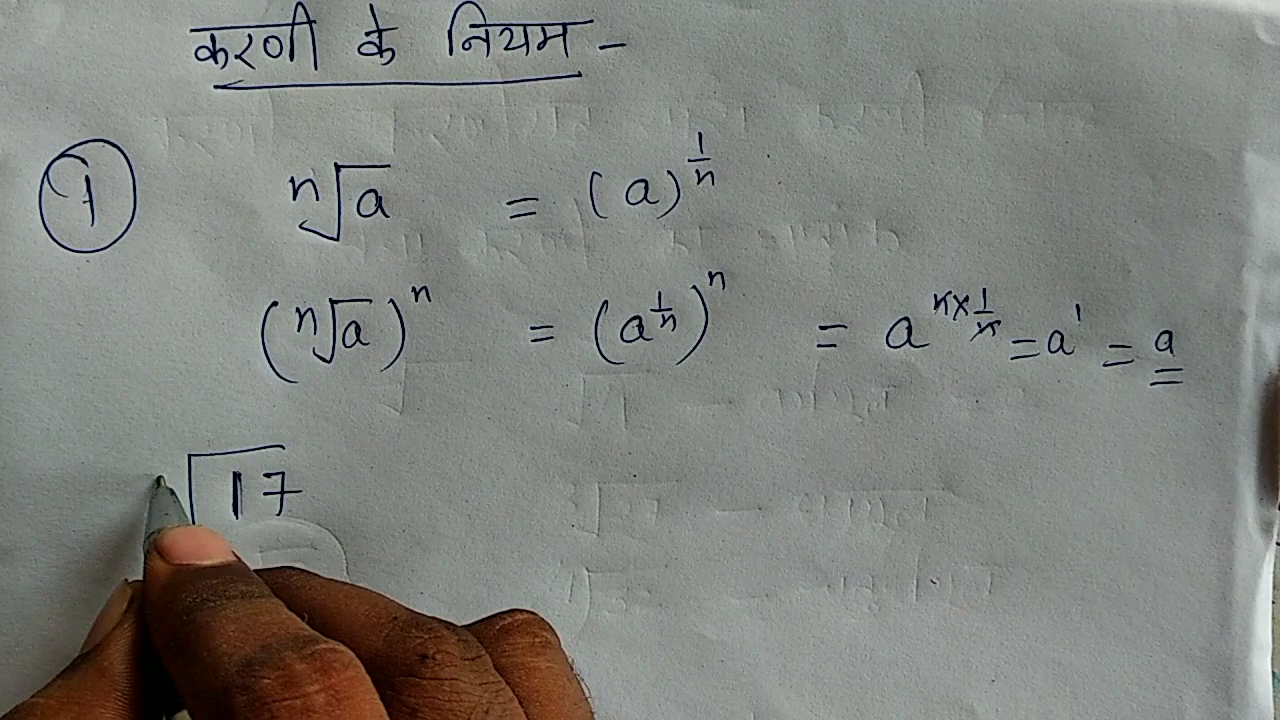 करणी के नियम -
① ⁿ√a = (a)^(1/n)
(ⁿ√a)ⁿ = (a^(1/n))ⁿ = a^(n×1/n) = a¹ = a
√17